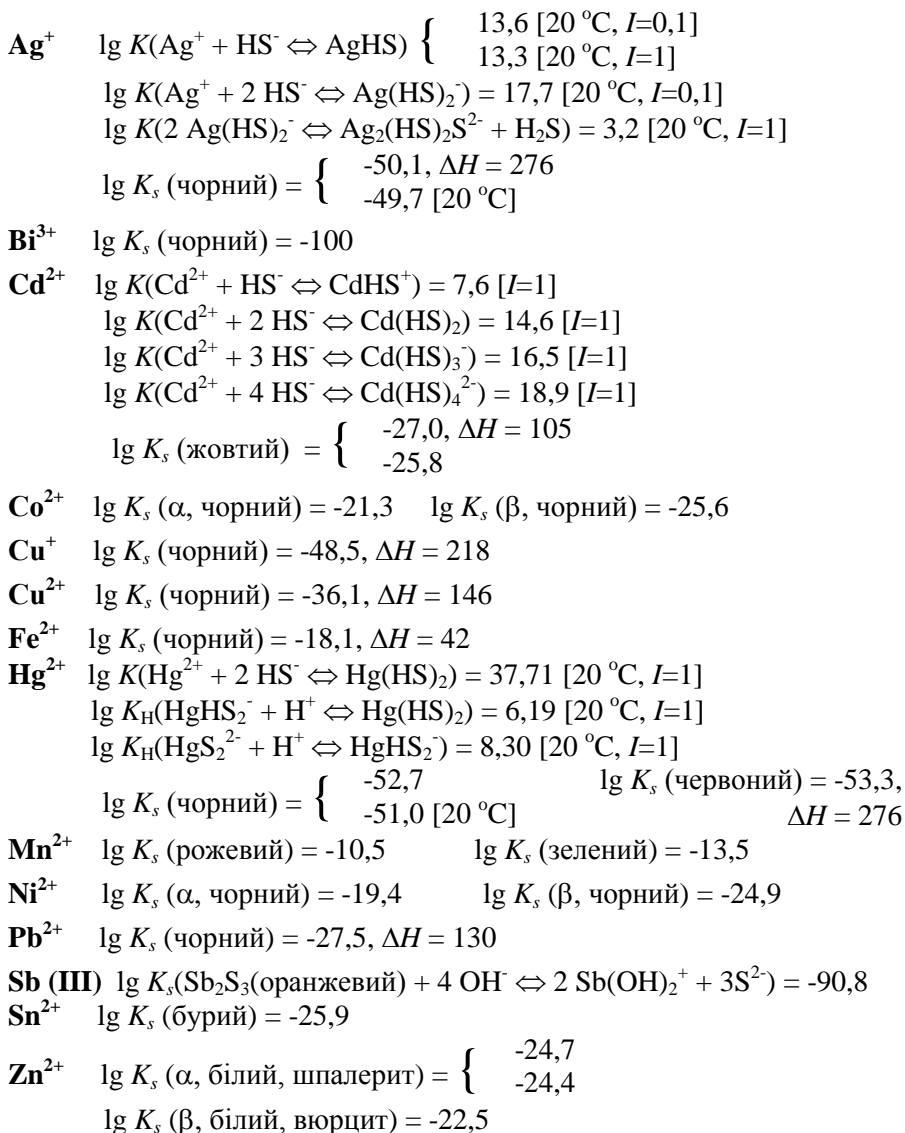 Ag⁺ lg K(Ag⁺ + HS⁻ ⇔ AgHS) { 13,6 [20 °C, I=0,1]
13,3 [20 °C, I=1]
lg K(Ag⁺ + 2 HS⁻ ⇔ Ag(HS)₂⁻) = 17,7 [20 °C, I=0,1]
lg K(2 Ag(HS)₂⁻ ⇔ Ag₂(HS)₂S²⁻ + H₂S) = 3,2 [20 °C, I=1]
lg Kₛ (чорний) = { -50,1, ΔH = 276
-49,7 [20 °C]
Bi³⁺ lg Kₛ (чорний) = -100
Cd²⁺ lg K(Cd²⁺ + HS⁻ ⇔ CdHS⁺) = 7,6 [I=1]
lg K(Cd²⁺ + 2 HS⁻ ⇔ Cd(HS)₂) = 14,6 [I=1]
lg K(Cd²⁺ + 3 HS⁻ ⇔ Cd(HS)₃⁻) = 16,5 [I=1]
lg K(Cd²⁺ + 4 HS⁻ ⇔ Cd(HS)₄²⁻) = 18,9 [I=1]
lg Kₛ (жовтий) = { -27,0, ΔH = 105
-25,8
Co²⁺ lg Kₛ (α, чорний) = -21,3 lg Kₛ (β, чорний) = -25,6
Cu⁺ lg Kₛ (чорний) = -48,5, ΔH = 218
Cu²⁺ lg Kₛ (чорний) = -36,1, ΔH = 146
Fe²⁺ lg Kₛ (чорний) = -18,1, ΔH = 42
Hg²⁺ lg K(Hg²⁺ + 2 HS⁻ ⇔ Hg(HS)₂) = 37,71 [20 °C, I=1]
lg K_H(HgHS₂⁻ + H⁺ ⇔ Hg(HS)₂) = 6,19 [20 °C, I=1]
lg K_H(HgS₂²⁻ + H⁺ ⇔ HgHS₂⁻) = 8,30 [20 °C, I=1]
lg Kₛ (чорний) = { -52,7 lg Kₛ (червоний) = -53,3,
-51,0 [20 °C] ΔH = 276
Mn²⁺ lg Kₛ (рожевий) = -10,5 lg Kₛ (зелений) = -13,5
Ni²⁺ lg Kₛ (α, чорний) = -19,4 lg Kₛ (β, чорний) = -24,9
Pb²⁺ lg Kₛ (чорний) = -27,5, ΔH = 130
Sb (III) lg Kₛ(Sb₂S₃(оранжевий) + 4 OH⁻ ⇔ 2 Sb(OH)₂⁺ + 3S²⁻) = -90,8
Sn²⁺ lg Kₛ (бурий) = -25,9
Zn²⁺ lg Kₛ (α, білий, шпалерит) = { -24,7
-24,4
lg Kₛ (β, білий, вюрцит) = -22,5